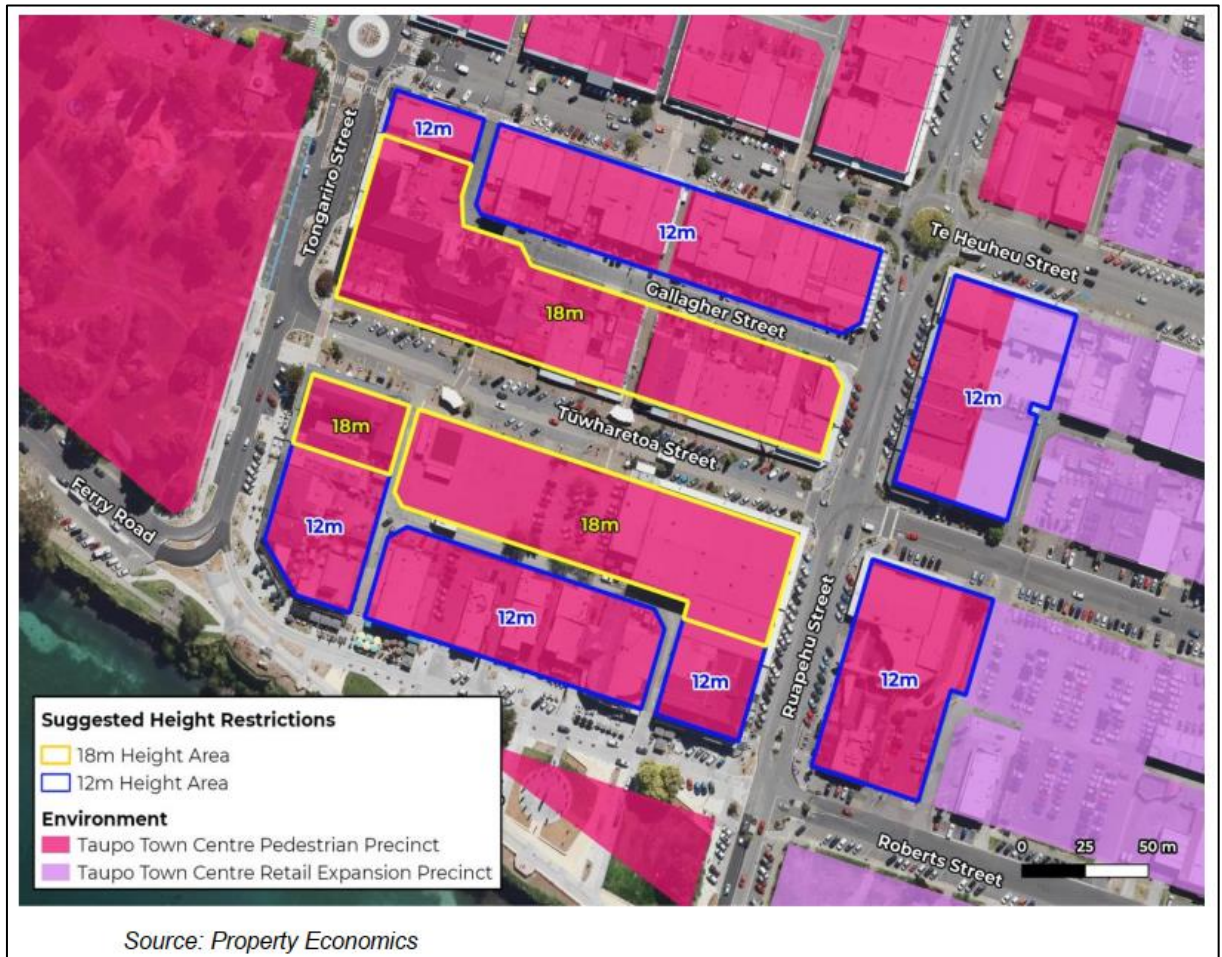 12m
Tongariro Street
12m
Te Heuheu Street
Gallagher Street
18m
12m
18m
Tūwharetoa Street
Ferry Road
12m
18m
12m
12m
12m
Ruapehu Street
Roberts Street
0 25 50 m
Suggested Height Restrictions
18m Height Area
12m Height Area
Environment
Taupo Town Centre Pedestrian Precinct
Taupo Town Centre Retail Expansion Precinct
Source: Property Economics